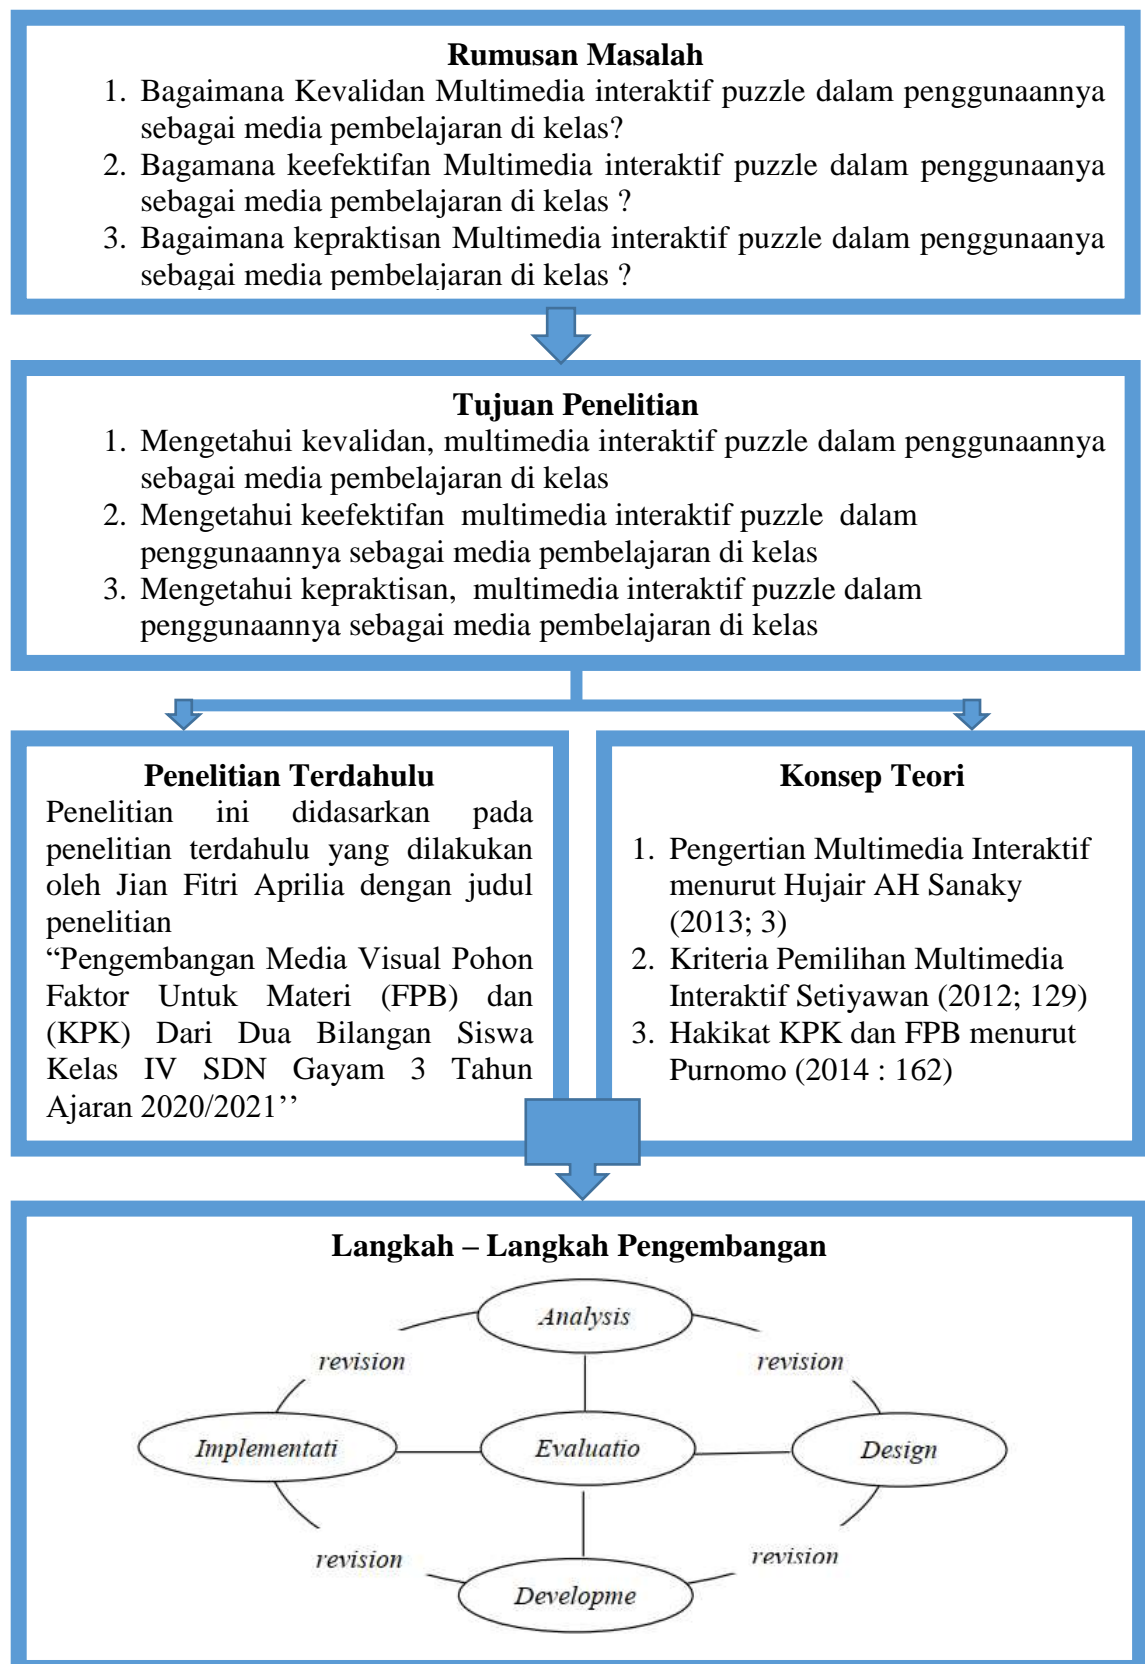 Rumusan Masalah
1. Bagaimana Kevalidan Multimedia interaktif puzzle dalam penggunaannya
sebagai media pembelajaran di kelas?
2. Bagamana keefektifan Multimedia interaktif puzzle dalam penggunaanya
sebagai media pembelajaran di kelas ?
3. Bagaimana kepraktisan Multimedia interaktif puzzle dalam penggunaanya
sebagai media pembelajaran di kelas ?
Tujuan Penelitian
1. Mengetahui kevalidan, multimedia interaktif puzzle dalam penggunaannya
sebagai media pembelajaran di kelas
2. Mengetahui keefektifan multimedia interaktif puzzle dalam
penggunaannya sebagai media pembelajaran di kelas
3. Mengetahui kepraktisan, multimedia interaktif puzzle dalam
penggunaannya sebagai media pembelajaran di kelas
Penelitian Terdahulu
Penelitian ini didasarkan pada
penelitian terdahulu yang dilakukan
oleh Jian Fitri Aprilia dengan judul
penelitian
“Pengembangan Media Visual Pohon
Faktor Untuk Materi (FPB) dan
(KPK) Dari Dua Bilangan Siswa
Kelas IV SDN Gayam 3 Tahun
Ajaran 2020/2021’’
Konsep Teori
1. Pengertian Multimedia Interaktif
menurut Hujair AH Sanaky
(2013; 3)
2. Kriteria Pemilihan Multimedia
Interaktif Setiyawan (2012; 129)
3. Hakikat KPK dan FPB menurut
Purnomo (2014 : 162)
Langkah – Langkah Pengembangan
Analysis
revision
revision
Implementati
Evaluatio
Design
revision
revision
Developme